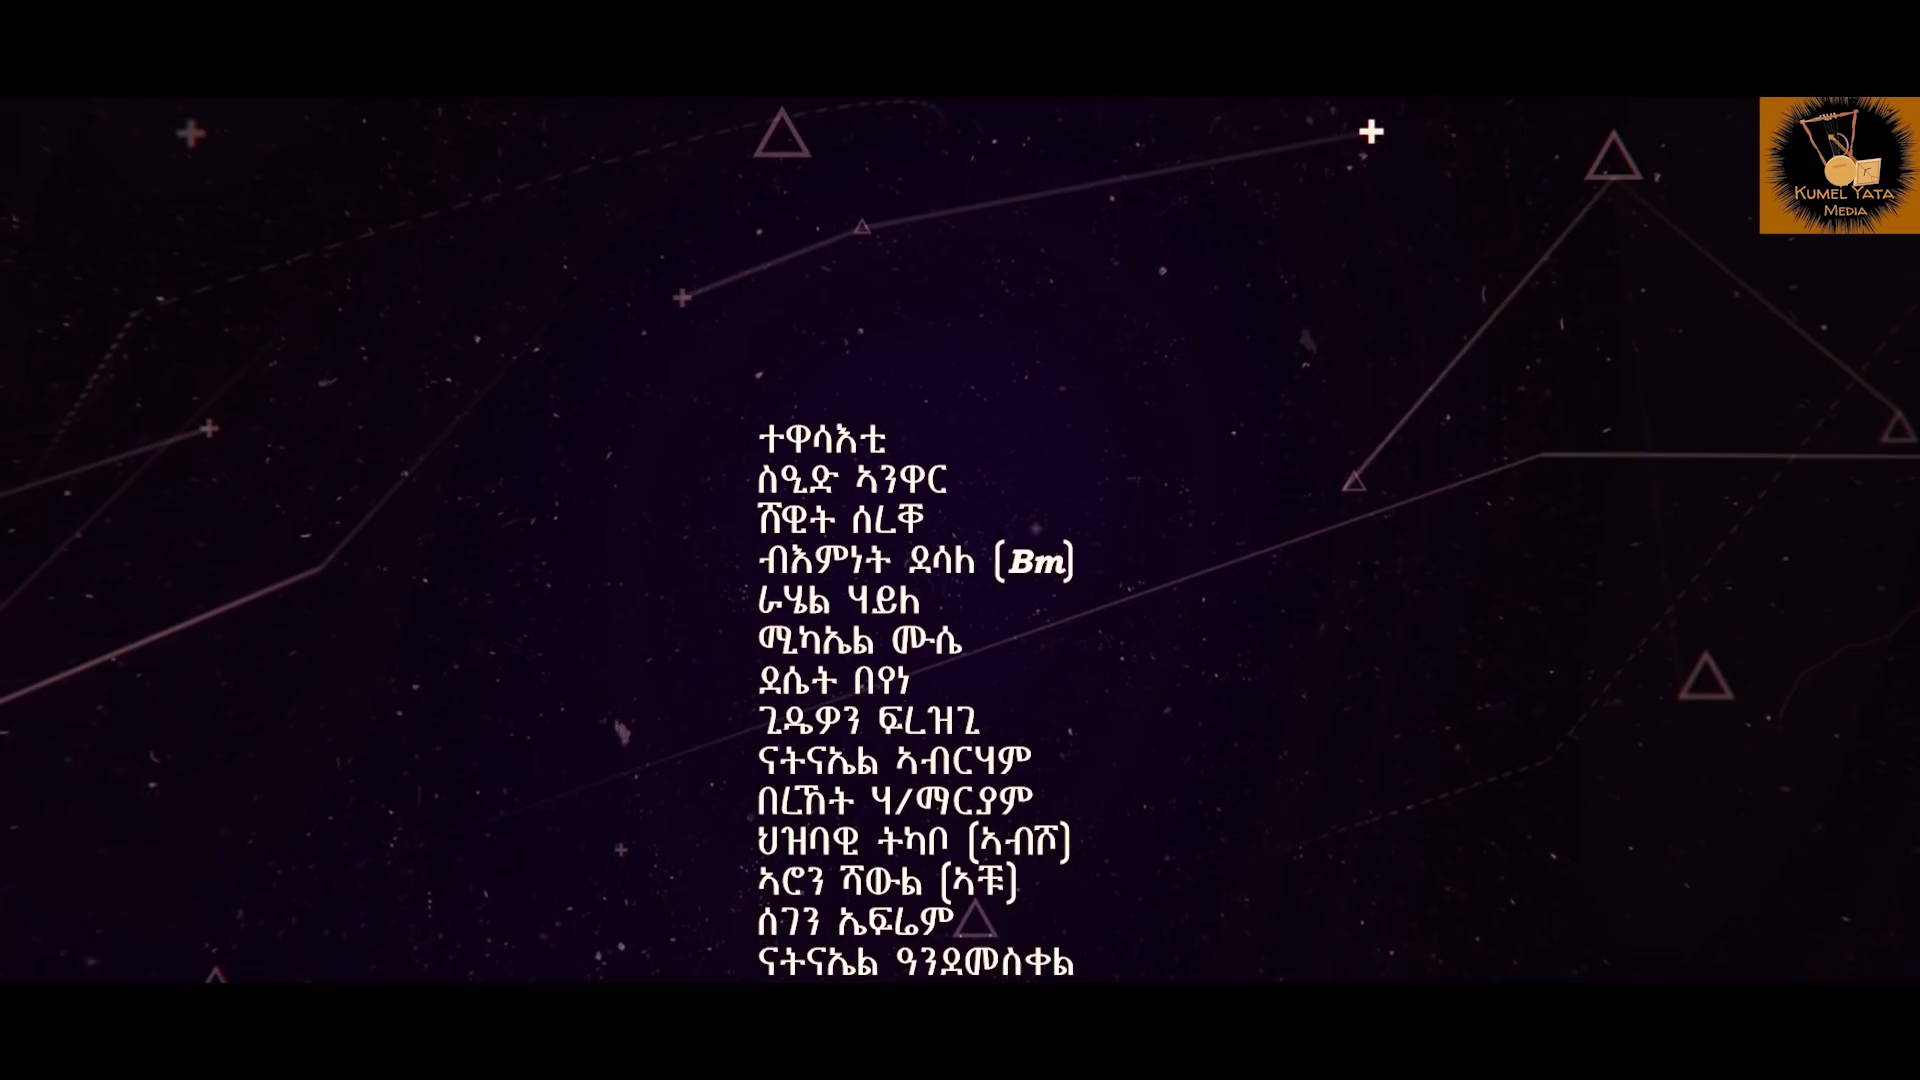 KUMEL YATA
MEDIA
ተዋሳእቲ
ስዒድ ኣንዋር
ሸዊት ሰረቐ
ብእምነት ደሳለ (Bm)
ራሄል ሃይለ
ሚካኤል ሙሴ
ደሴት በየነ
ጊዴዎን ፍረዝጊ
ናትናኤል ኣብርሃም
በረኸት ሃ/ማርያም
ህዝባዊ ትካቦ (ኣብሾ)
ኣሮን ሻውል (ኣቹ)
ሰገን ኤፍሬም
ናትናኤል ዓንደመስቀል